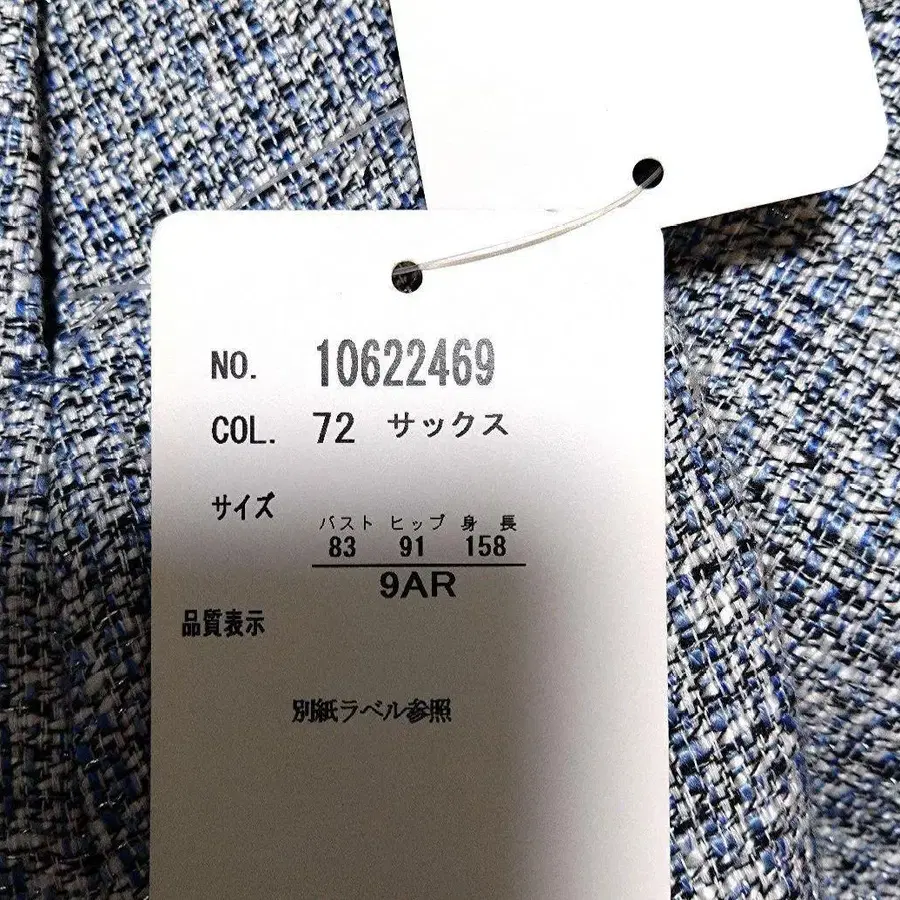 NO. 10622469
COL. 72 サックス
サイズ
バスト ヒップ 身 長
83 91 158
9AR
品質表示
別紙ラベル参照